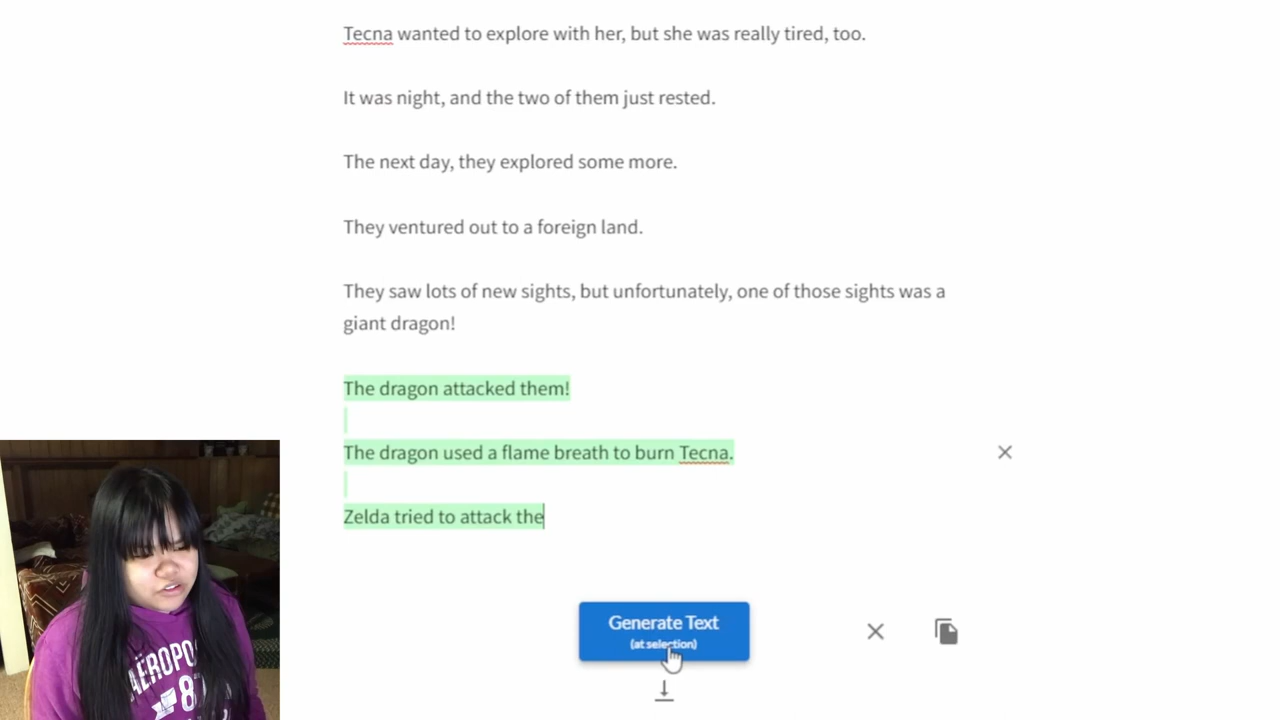 Tecna wanted to explore with her, but she was really tired, too.
It was night, and the two of them just rested.
The next day, they explored some more.
They ventured out to a foreign land.
They saw lots of new sights, but unfortunately, one of those sights was a
giant dragon!
The dragon attacked them!
The dragon used a flame breath to burn Tecna.
Zelda tried to attack the
Generate Text
(at selection)
AÉROPO
87